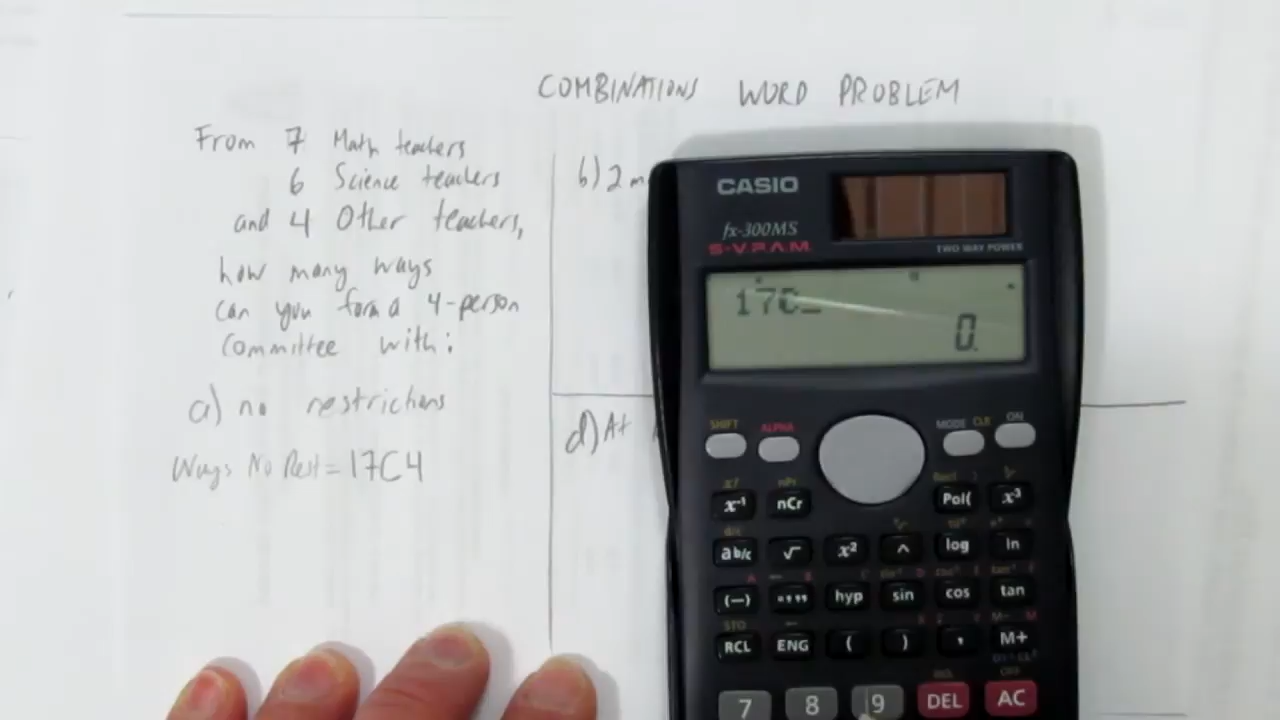 COMBINATIONS WORD PROBLEM
From 7 Math teachers
6 Science teachers
and 4 Other teachers,
how many ways
can you form a 4-person
committee with:
a) no restrictions
Ways No Rest = 17C4
b) 2 m
d) At
CASIO
fx-300MS
S-V.P.A.M.
TWO WAY POWER
17C_
0.
SHIFT ALPHA MODE CLR ON
x! nPr
x⁻¹ nCr Pol( x³
d/c
ab/c √ x² ^ log ln
(—) °,,, hyp sin cos tan
STO M-
RCL ENG ( ) , M+
7 8 9 DEL AC